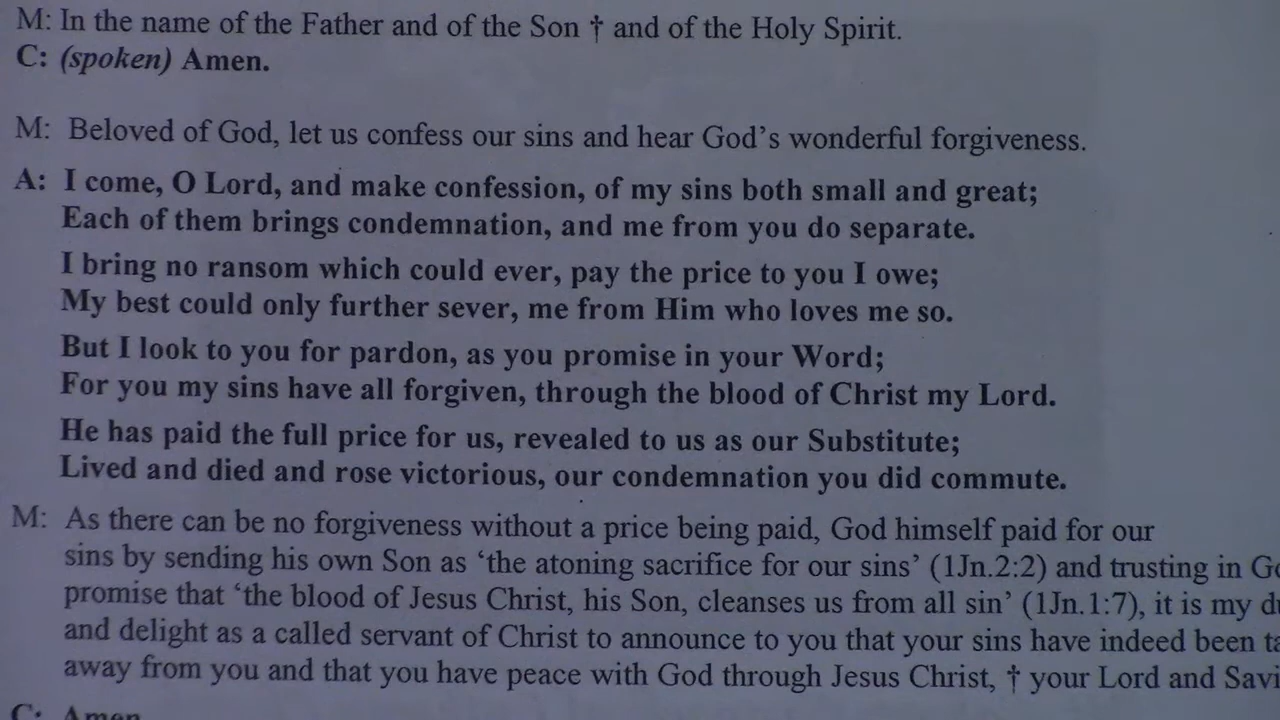 M: In the name of the Father and of the Son † and of the Holy Spirit.
C: (spoken) Amen.
M: Beloved of God, let us confess our sins and hear God’s wonderful forgiveness.
A: I come, O Lord, and make confession, of my sins both small and great;
Each of them brings condemnation, and me from you do separate.
I bring no ransom which could ever, pay the price to you I owe;
My best could only further sever, me from Him who loves me so.
But I look to you for pardon, as you promise in your Word;
For you my sins have all forgiven, through the blood of Christ my Lord.
He has paid the full price for us, revealed to us as our Substitute;
Lived and died and rose victorious, our condemnation you did commute.
M: As there can be no forgiveness without a price being paid, God himself paid for our
sins by sending his own Son as ‘the atoning sacrifice for our sins’ (1Jn.2:2) and trusting in
promise that ‘the blood of Jesus Christ, his Son, cleanses us from all sin’ (1Jn.1:7), it is my
and delight as a called servant of Christ to announce to you that your sins have indeed been
away from you and that you have peace with God through Jesus Christ, † your Lord and
C: Amen